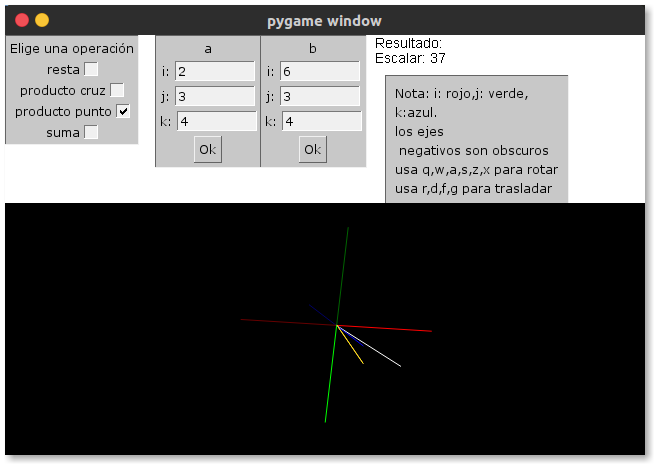 pygame window
Elige una operación
resta
producto cruz
producto punto
suma
a
i: 2
j: 3
k: 4
Ok
b
i: 6
j: 3
k: 4
Ok
Resultado:
Escalar: 37
Nota: i: rojo,j: verde,
k:azul.
los ejes
negativos son obscuros
usa q,w,a,s,z,x para rotar
usa r,d,f,g para trasladar